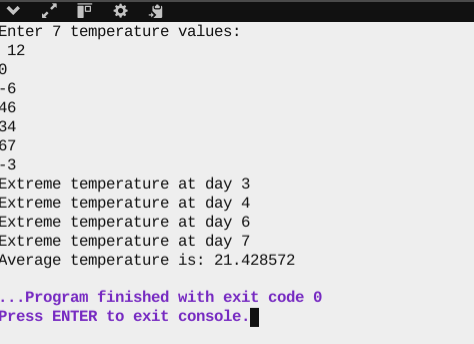 Enter 7 temperature values:
12
0
-6
46
34
67
-3
Extreme temperature at day 3
Extreme temperature at day 4
Extreme temperature at day 6
Extreme temperature at day 7
Average temperature is: 21.428572
...Program finished with exit code 0
Press ENTER to exit console.